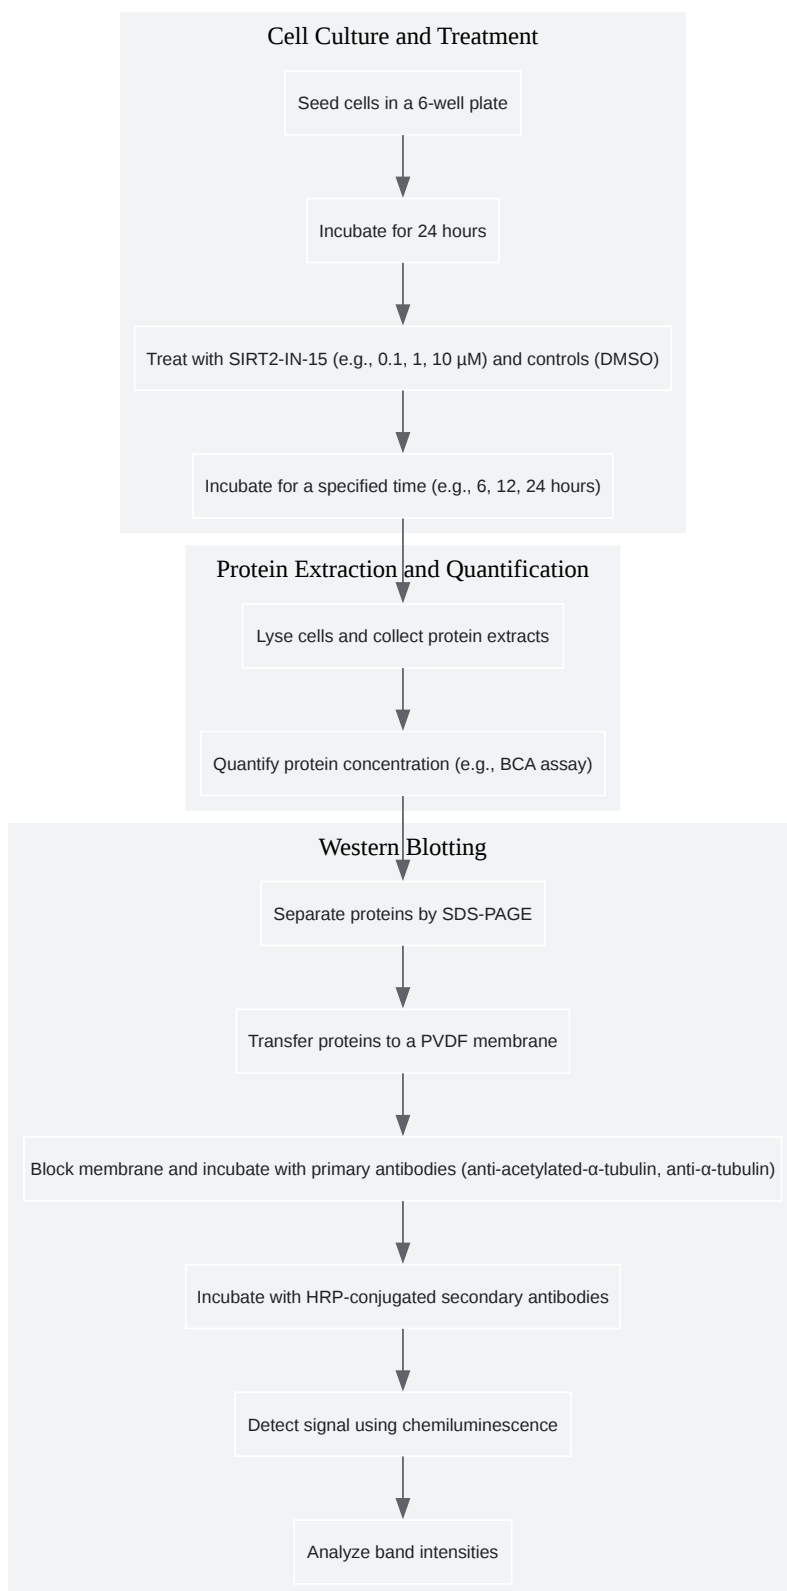 Cell Culture and Treatment
Seed cells in a 6-well plate
Incubate for 24 hours
Treat with SIRT2-IN-15 (e.g., 0.1, 1, 10 µM) and controls (DMSO)
Incubate for a specified time (e.g., 6, 12, 24 hours)
Protein Extraction and Quantification
Lyse cells and collect protein extracts
Quantify protein concentration (e.g., BCA assay)
Western Blotting
Separate proteins by SDS-PAGE
Transfer proteins to a PVDF membrane
Block membrane and incubate with primary antibodies (anti-acetylated-α-tubulin, anti-α-tubulin)
Incubate with HRP-conjugated secondary antibodies
Detect signal using chemiluminescence
Analyze band intensities